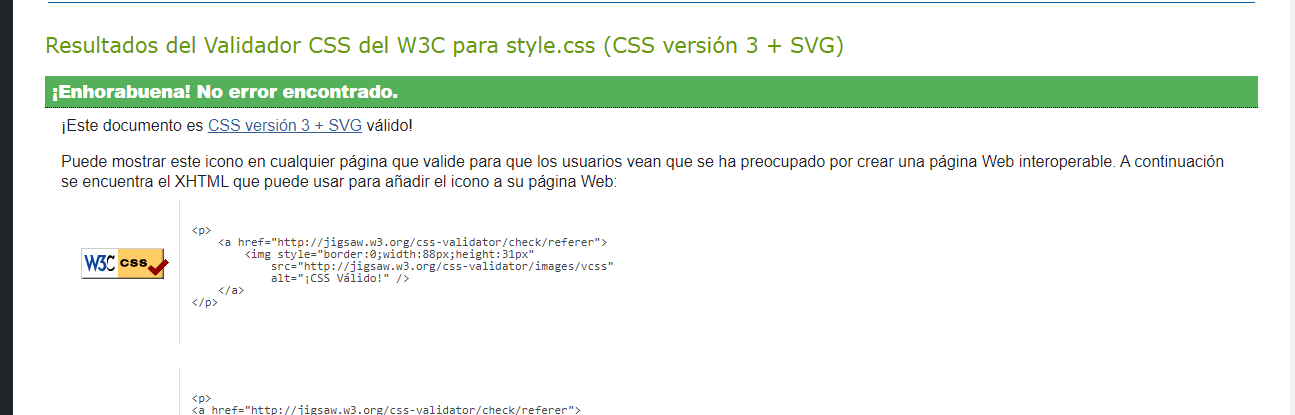 Resultados del Validador CSS del W3C para style.css (CSS versión 3 + SVG)
¡Enhorabuena! No error encontrado.
¡Este documento es CSS versión 3 + SVG válido!
Puede mostrar este icono en cualquier página que valide para que los usuarios vean que se ha preocupado por crear una página Web interoperable. A continuación
se encuentra el XHTML que puede usar para añadir el icono a su página Web:
W3C css
<p>
    <a href="http://jigsaw.w3.org/css-validator/check/referer">
        <img style="border:0;width:88px;height:31px"
            src="http://jigsaw.w3.org/css-validator/images/vcss"
            alt="¡CSS Válido!" />
    </a>
</p>
<p>
<a href="http://jigsaw.w3.org/css-validator/check/referer">